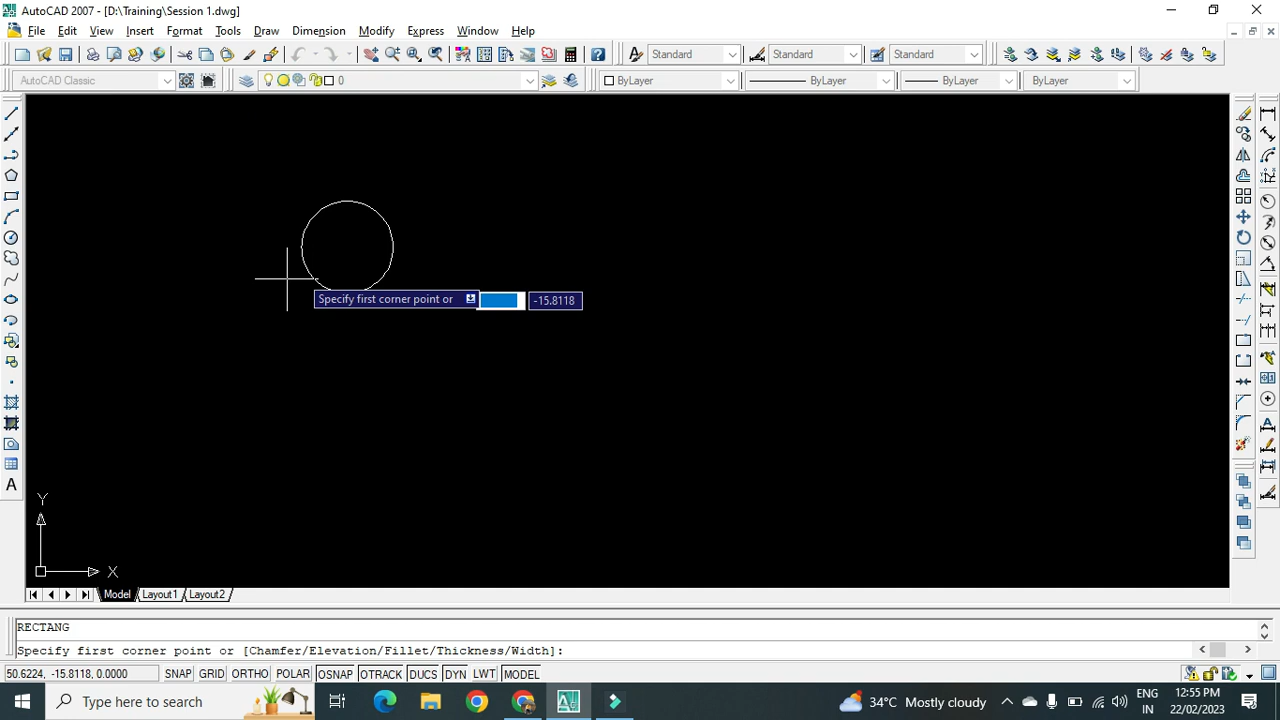 AutoCAD 2007 - [D:\Training\Session 1.dwg]
File Edit View Insert Format Tools Draw Dimension Modify Express Window Help
Standard Standard Standard
AutoCAD Classic 0 ByLayer ByLayer ByLayer ByLayer
Specify first corner point or -15.8118
Y
X
Model Layout1 Layout2
RECTANG
Specify first corner point or [Chamfer/Elevation/Fillet/Thickness/Width]:
50.6224, -15.8118, 0.0000 SNAP GRID ORTHO POLAR OSNAP OTRACK DUCS DYN LWT MODEL
Type here to search 34°C Mostly cloudy ENG IN 12:55 PM 22/02/2023